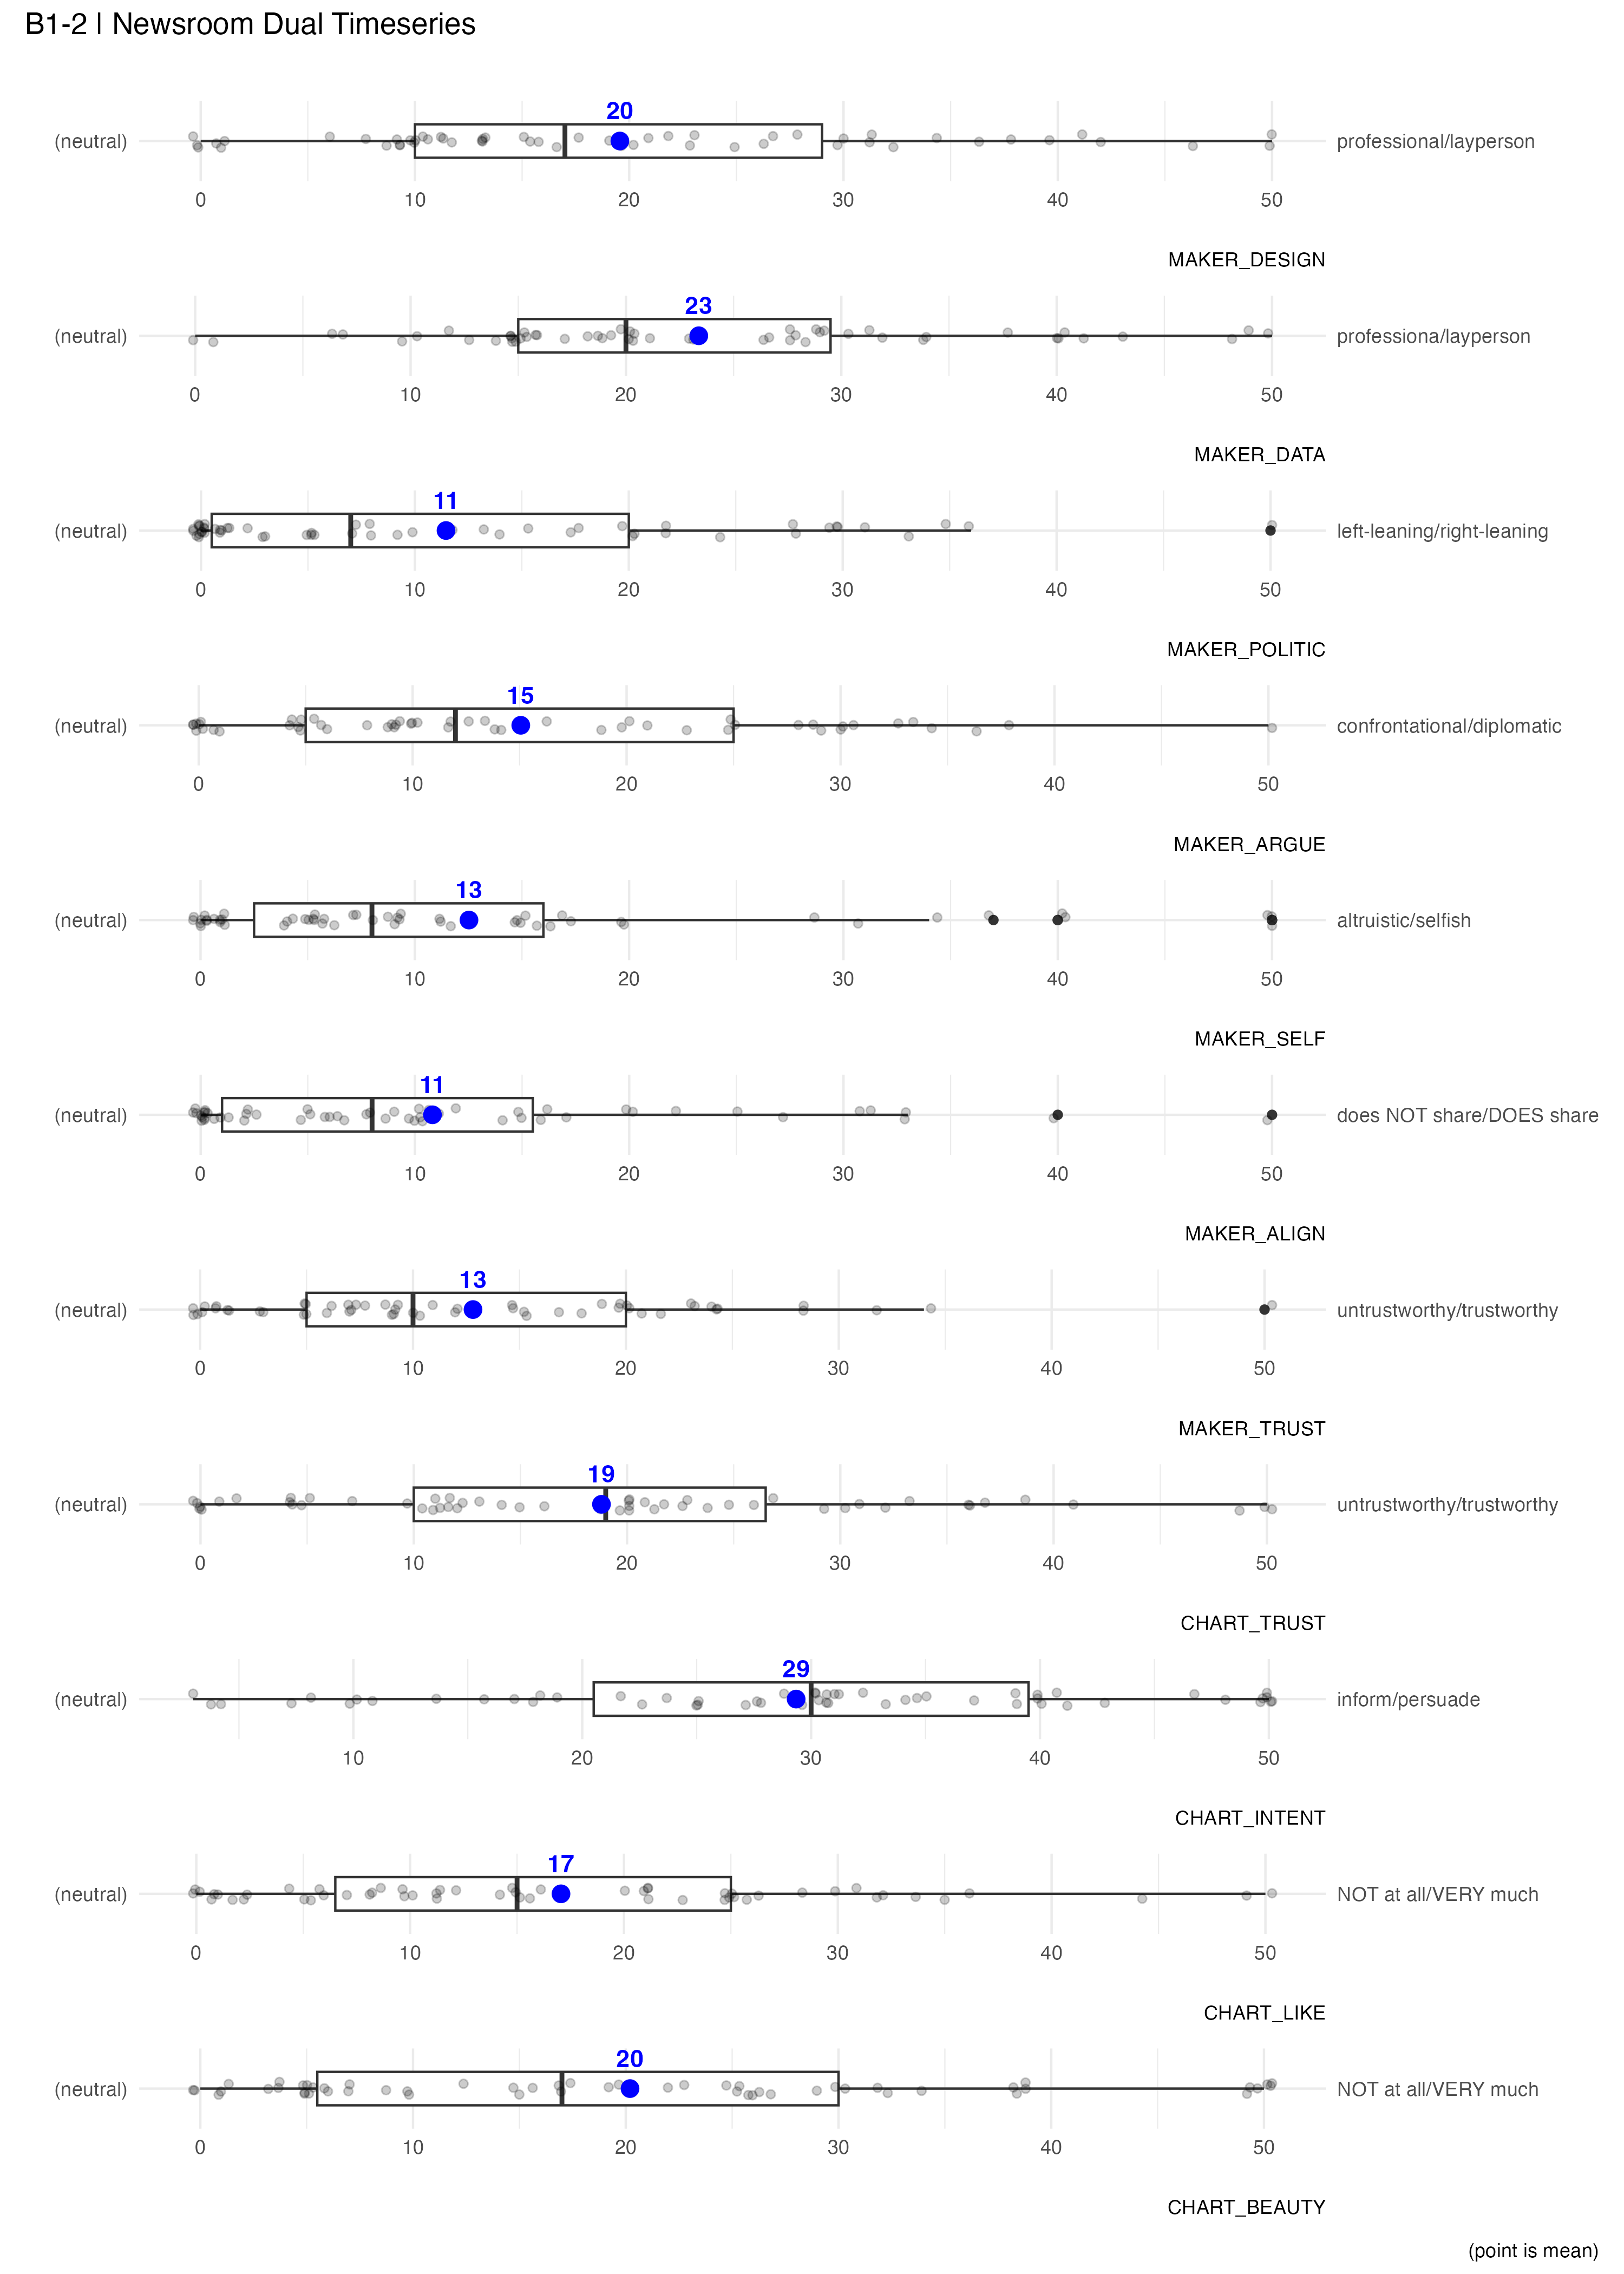 B1-2 | Newsroom Dual Timeseries
20
(neutral) professional/layperson
0 10 20 30 40 50
MAKER_DESIGN
23
(neutral) professiona/layperson
0 10 20 30 40 50
MAKER_DATA
11
(neutral) left-leaning/right-leaning
0 10 20 30 40 50
MAKER_POLITIC
15
(neutral) confrontational/diplomatic
0 10 20 30 40 50
MAKER_ARGUE
13
(neutral) altruistic/selfish
0 10 20 30 40 50
MAKER_SELF
11
(neutral) does NOT share/DOES share
0 10 20 30 40 50
MAKER_ALIGN
13
(neutral) untrustworthy/trustworthy
0 10 20 30 40 50
MAKER_TRUST
19
(neutral) untrustworthy/trustworthy
0 10 20 30 40 50
CHART_TRUST
29
(neutral) inform/persuade
10 20 30 40 50
CHART_INTENT
17
(neutral) NOT at all/VERY much
0 10 20 30 40 50
CHART_LIKE
20
(neutral) NOT at all/VERY much
0 10 20 30 40 50
CHART_BEAUTY
(point is mean)